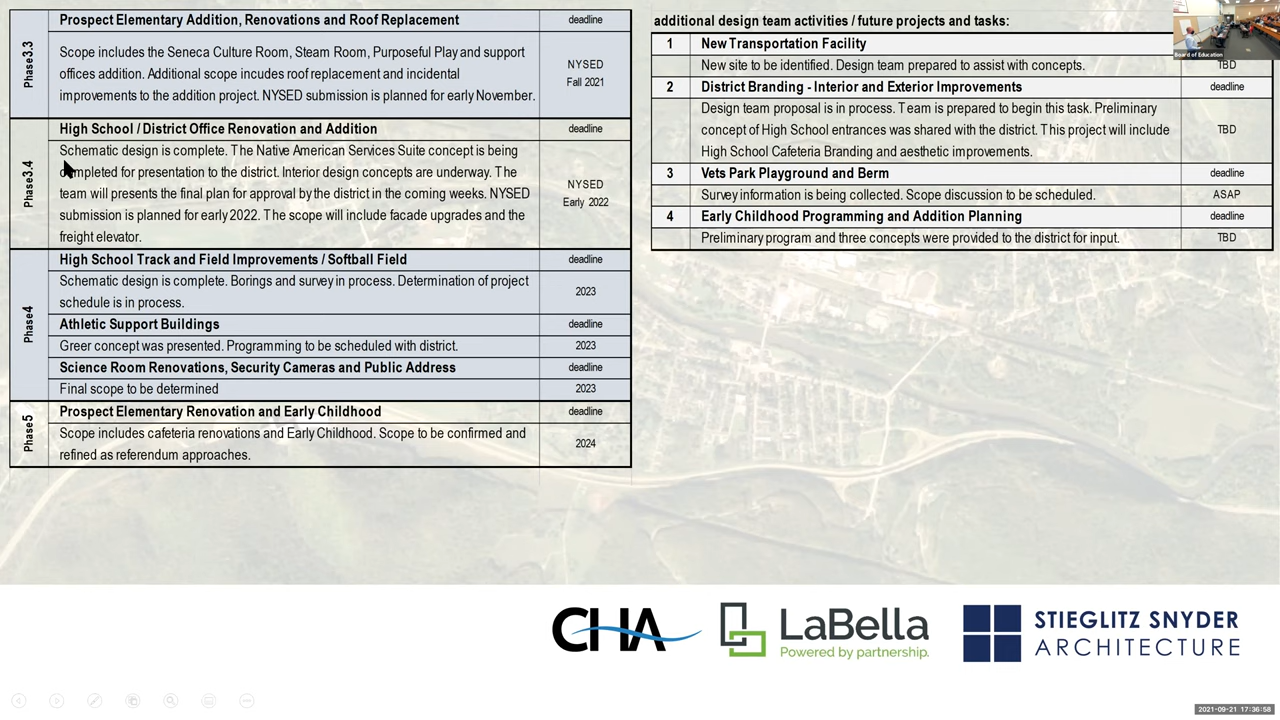 Phase3.3
Prospect Elementary Addition, Renovations and Roof Replacement
deadline
Scope includes the Seneca Culture Room, Steam Room, Purposeful Play and support
offices addition. Additional scope incudes roof replacement and incidental
improvements to the addition project. NYSED submission is planned for early November.
NYSED
Fall 2021
Phase3.4
High School / District Office Renovation and Addition
deadline
Schematic design is complete. The Native American Services Suite concept is being
completed for presentation to the district. Interior design concepts are underway. The
team will presents the final plan for approval by the district in the coming weeks. NYSED
submission is planned for early 2022. The scope will include facade upgrades and the
freight elevator.
NYSED
Early 2022
Phase4
High School Track and Field Improvements / Softball Field
deadline
Schematic design is complete. Borings and survey in process. Determination of project
schedule is in process.
2023
Athletic Support Buildings
deadline
Greer concept was presented. Programming to be scheduled with district.
2023
Science Room Renovations, Security Cameras and Public Address
deadline
Final scope to be determined
2023
Phase5
Prospect Elementary Renovation and Early Childhood
deadline
Scope includes cafeteria renovations and Early Childhood. Scope to be confirmed and
refined as referendum approaches.
2024
additional design team activities / future projects and tasks:
1
New Transportation Facility
New site to be identified. Design team prepared to assist with concepts.
TBD
2
District Branding - Interior and Exterior Improvements
deadline
Design team proposal is in process. Team is prepared to begin this task. Preliminary
concept of High School entrances was shared with the district. This project will include
High School Cafeteria Branding and aesthetic improvements.
TBD
3
Vets Park Playground and Berm
deadline
Survey information is being collected. Scope discussion to be scheduled.
ASAP
4
Early Childhood Programming and Addition Planning
deadline
Preliminary program and three concepts were provided to the district for input.
TBD
Board of Education
CHA
LaBella
Powered by partnership.
STIEGLITZ SNYDER
ARCHITECTURE
2021-09-21 17:36:58